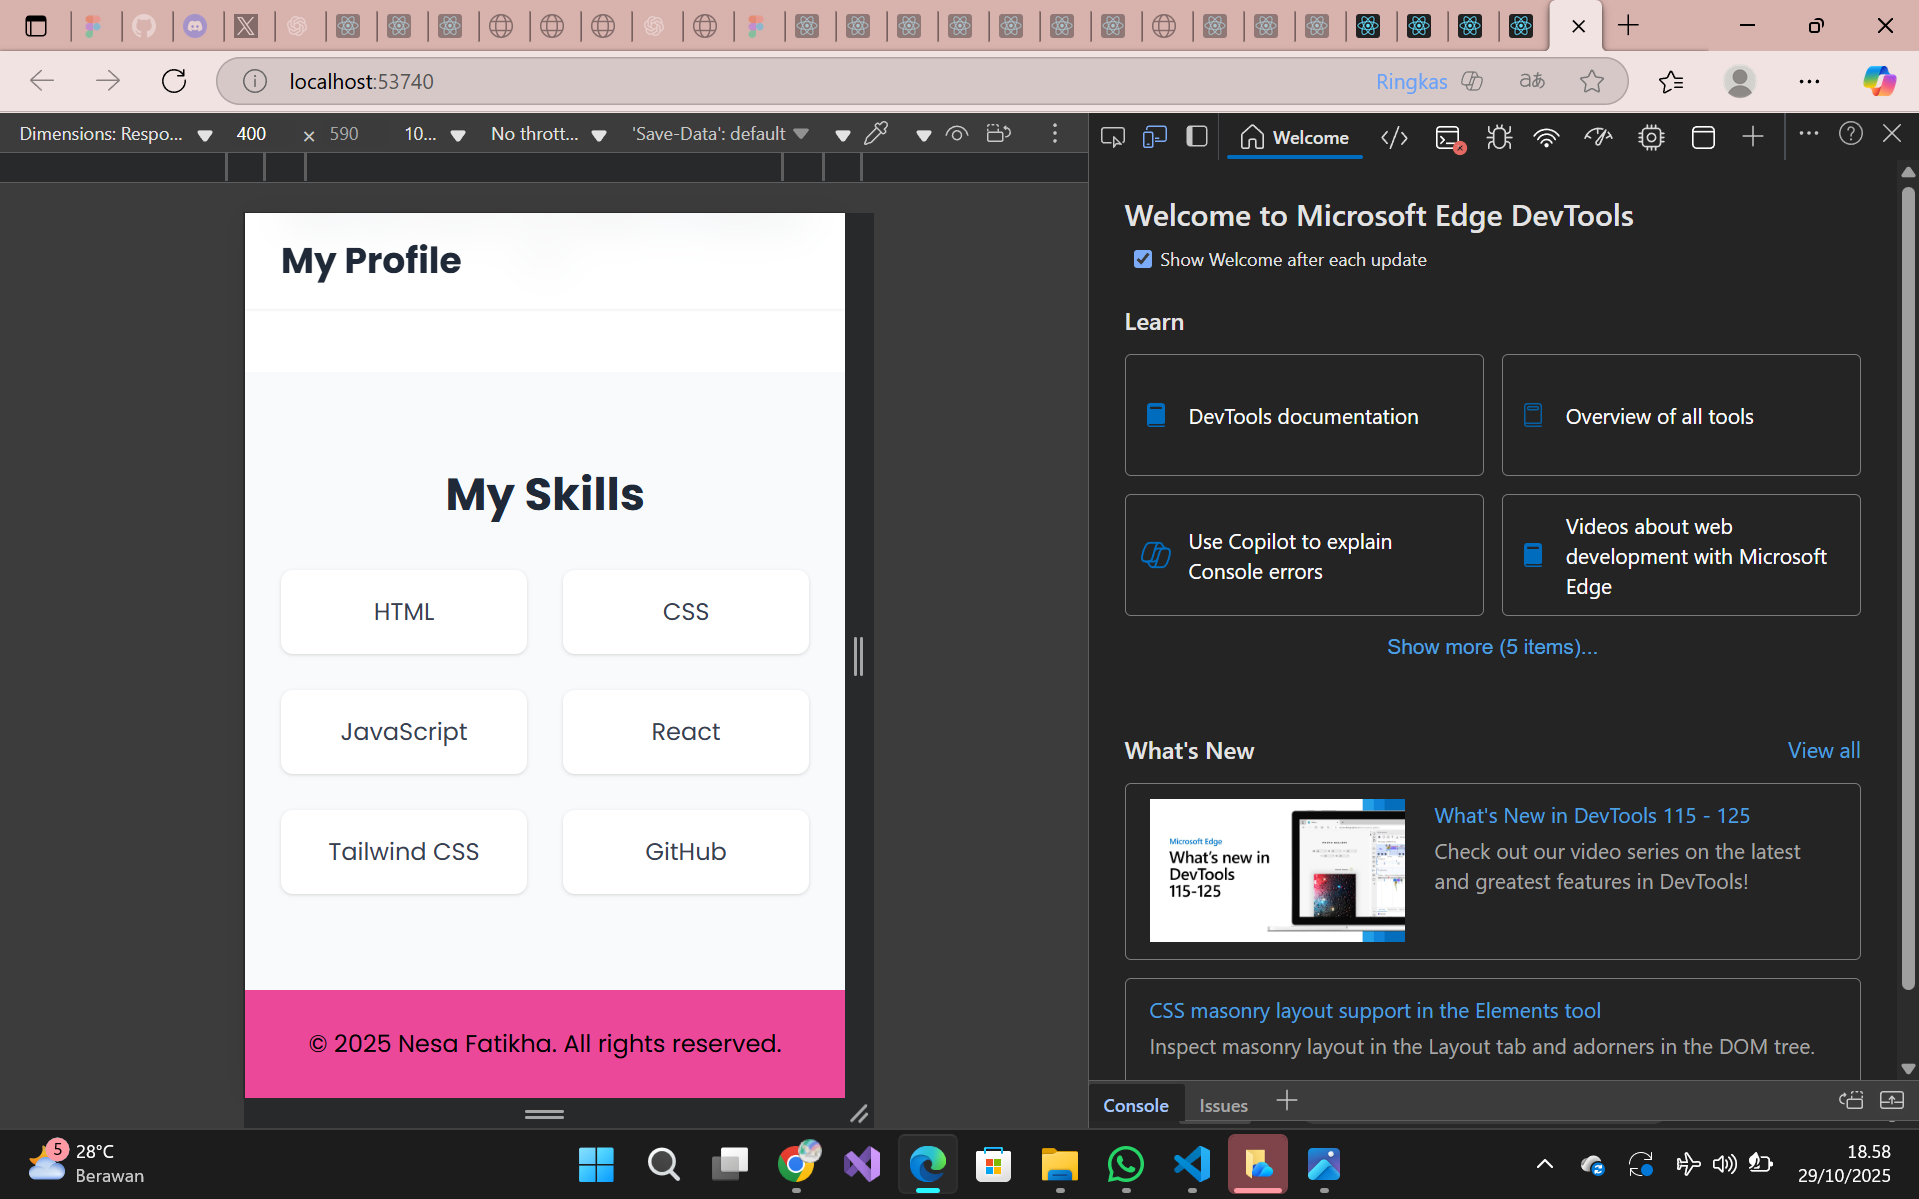 localhost:53740
Ringkas
aあ
Dimensions: Respo...
400
×
590
10...
No thrott...
'Save-Data': default
Welcome
My Profile
My Skills
HTML
CSS
JavaScript
React
Tailwind CSS
GitHub
© 2025 Nesa Fatikha. All rights reserved.
Welcome to Microsoft Edge DevTools
Show Welcome after each update
Learn
DevTools documentation
Overview of all tools
Use Copilot to explain
Console errors
Videos about web
development with Microsoft
Edge
Show more (5 items)...
What's New
View all
Microsoft Edge
What's new in
DevTools
115-125
What's New in DevTools 115 - 125
Check out our video series on the latest
and greatest features in DevTools!
CSS masonry layout support in the Elements tool
Inspect masonry layout in the Layout tab and adorners in the DOM tree.
Console
Issues
5
28°C
Berawan
18.58
29/10/2025